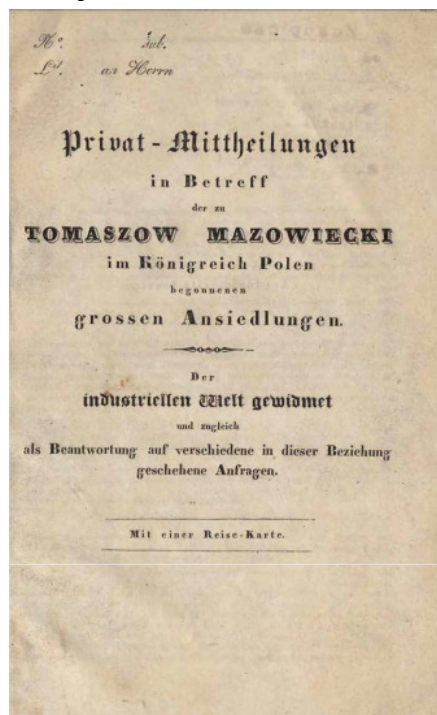 No. Sub.
Lit. an Herrn
Privat-Mittheilungen
in Betreff
der zu
TOMASZOW MAZOWIECKI
im Königreich Polen
begonnenen
grossen Ansiedlungen.
Der
industriellen Welt gewidmet
und zugleich
als Beantwortung auf verschiedene in dieser Beziehung
geschehene Anfragen.
Mit einer Reise-Karte.